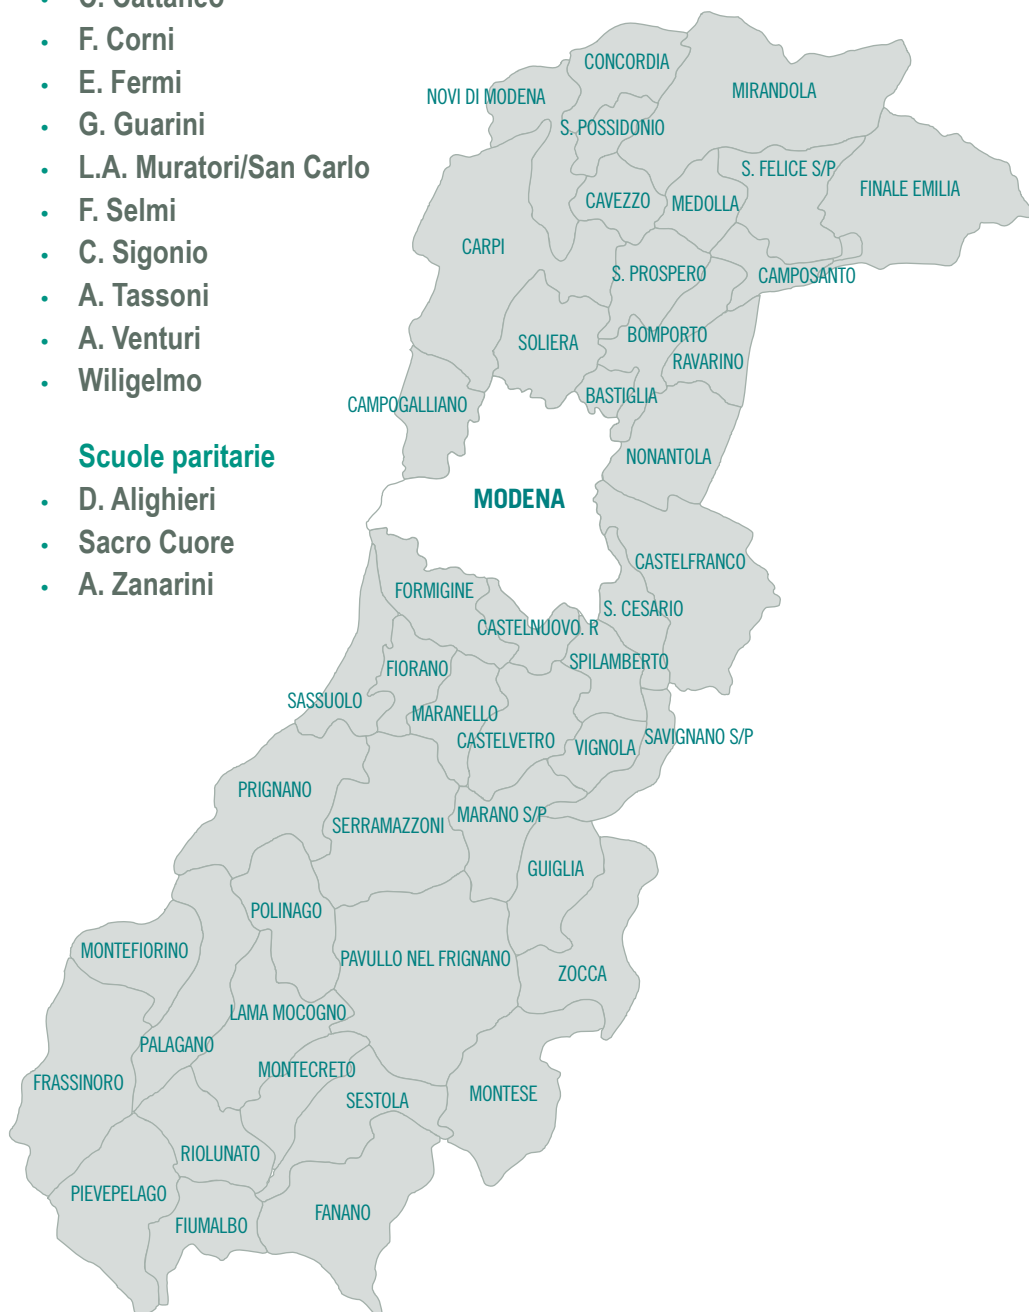 C. Cattaneo
• F. Corni
• E. Fermi
• G. Guarini
• L.A. Muratori/San Carlo
• F. Selmi
• C. Sigonio
• A. Tassoni
• A. Venturi
• Wiligelmo
Scuole paritarie
• D. Alighieri
• Sacro Cuore
• A. Zanarini
CONCORDIA
MIRANDOLA
NOVI DI MODENA
S. POSSIDONIO
S. FELICE S/P
FINALE EMILIA
CAVEZZO
MEDOLLA
CARPI
S. PROSPERO
CAMPOSANTO
BOMPORTO
SOLIERA
RAVARINO
BASTIGLIA
CAMPOGALLIANO
NONANTOLA
MODENA
CASTELFRANCO
FORMIGINE
S. CESARIO
CASTELNUOVO. R
SPILAMBERTO
FIORANO
SASSUOLO
MARANELLO
CASTELVETRO
VIGNOLA
SAVIGNANO S/P
PRIGNANO
MARANO S/P
SERRAMAZZONI
GUIGLIA
POLINAGO
MONTEFIORINO
PAVULLO NEL FRIGNANO
ZOCCA
LAMA MOCOGNO
PALAGANO
MONTECRETO
FRASSINORO
SESTOLA
MONTESE
RIOLUNATO
PIEVEPELAGO
FANANO
FIUMALBO